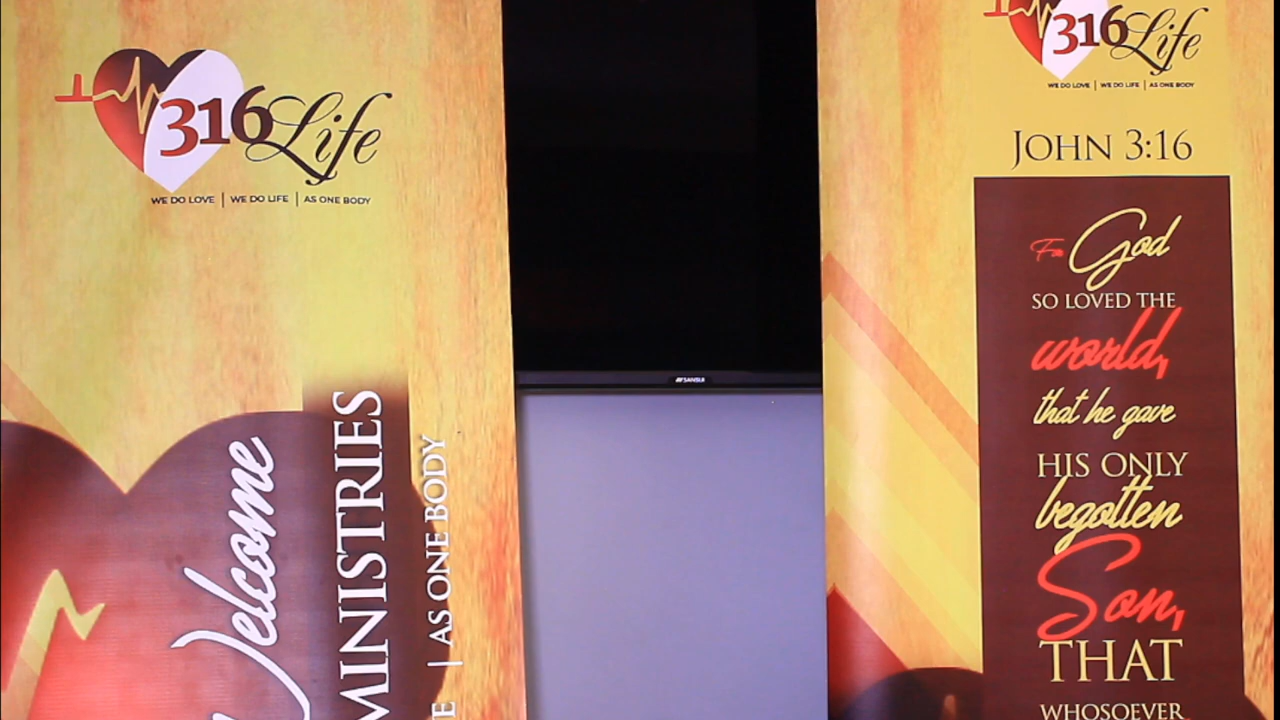 316 Life
WE DO LOVE | WE DO LIFE | AS ONE BODY
Welcome
MINISTRIES
E | AS ONE BODY
SANSUI
316 Life
WE DO LOVE | WE DO LIFE | AS ONE BODY
JOHN 3:16
For God
SO LOVED THE
world,
that he gave
HIS ONLY
begotten
Son,
THAT
WHOSOEVER